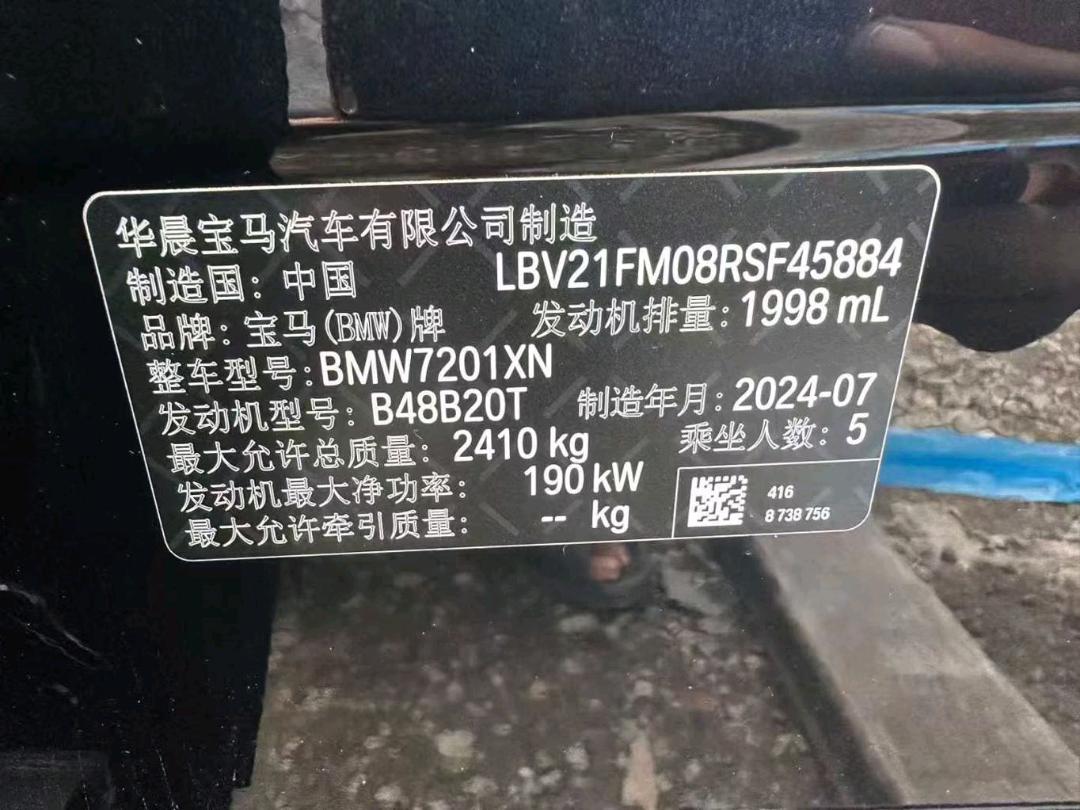 华晨宝马汽车有限公司制造
制造国：中国 LBV21FM08RSF45884
品牌：宝马(BMW)牌 发动机排量：1998 mL
整车型号：BMW7201XN
发动机型号：B48B20T 制造年月：2024-07
最大允许总质量：2410 kg 乘坐人数：5
发动机最大净功率：190 kW
最大允许牵引质量：-- kg
416
8 738 756